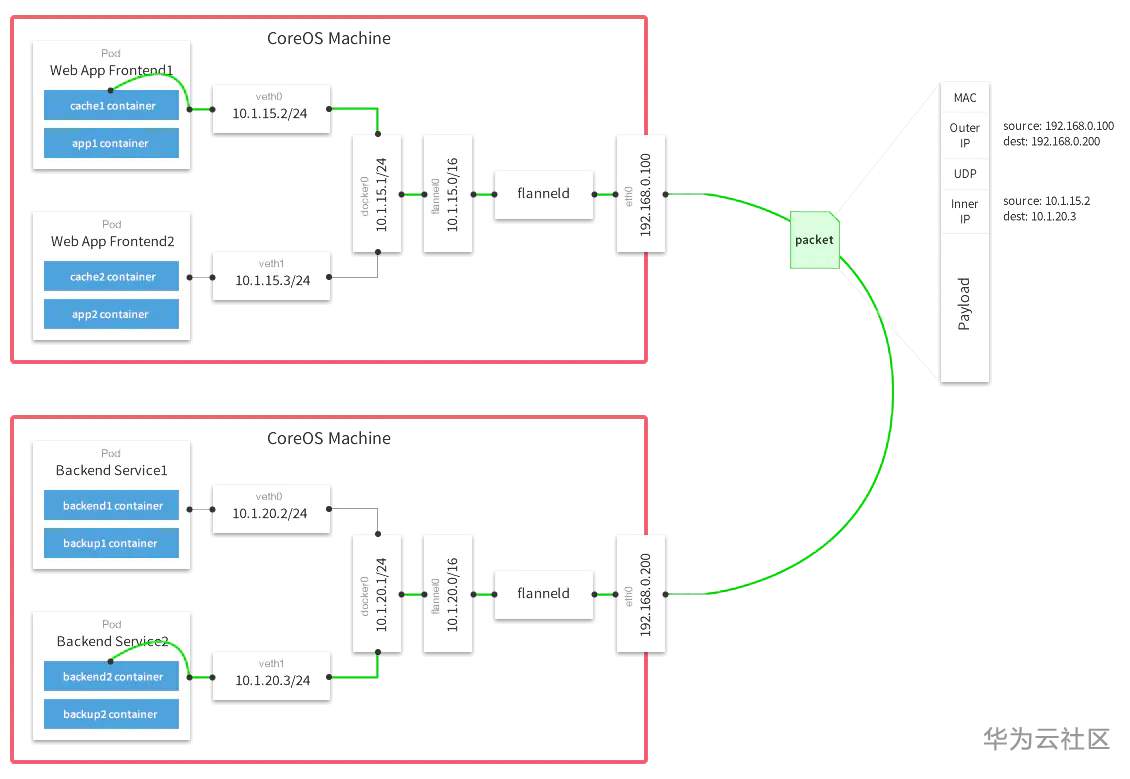 CoreOS Machine
Pod
Web App Frontend1
cache1 container
app1 container
veth0
10.1.15.2/24
Pod
Web App Frontend2
cache2 container
app2 container
veth1
10.1.15.3/24
docker0
10.1.15.1/24
flannel0
10.1.15.0/16
flanneld
eth0
192.168.0.100
packet
MAC
Outer
IP
source: 192.168.0.100
dest: 192.168.0.200
UDP
Inner
IP
source: 10.1.15.2
dest: 10.1.20.3
Payload
CoreOS Machine
Pod
Backend Service1
backend1 container
backup1 container
veth0
10.1.20.2/24
Pod
Backend Service2
backend2 container
backup2 container
veth1
10.1.20.3/24
docker0
10.1.20.1/24
flannel0
10.1.20.0/16
flanneld
eth0
192.168.0.200
华为云社区